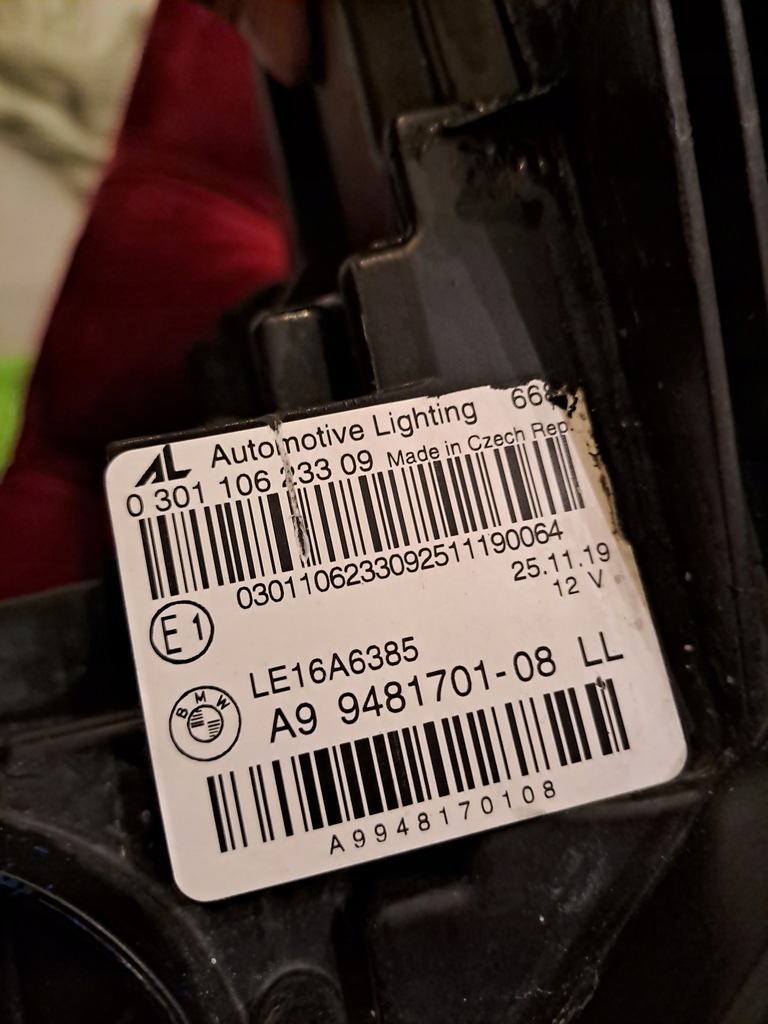 AL Automotive Lighting
0 301 106 233 09 Made in Czech Rep.
0301106233092511190064
25.11.19
12 V
E1
LE16A6385
BMW
A9 9481701-08 LL
A9948170108